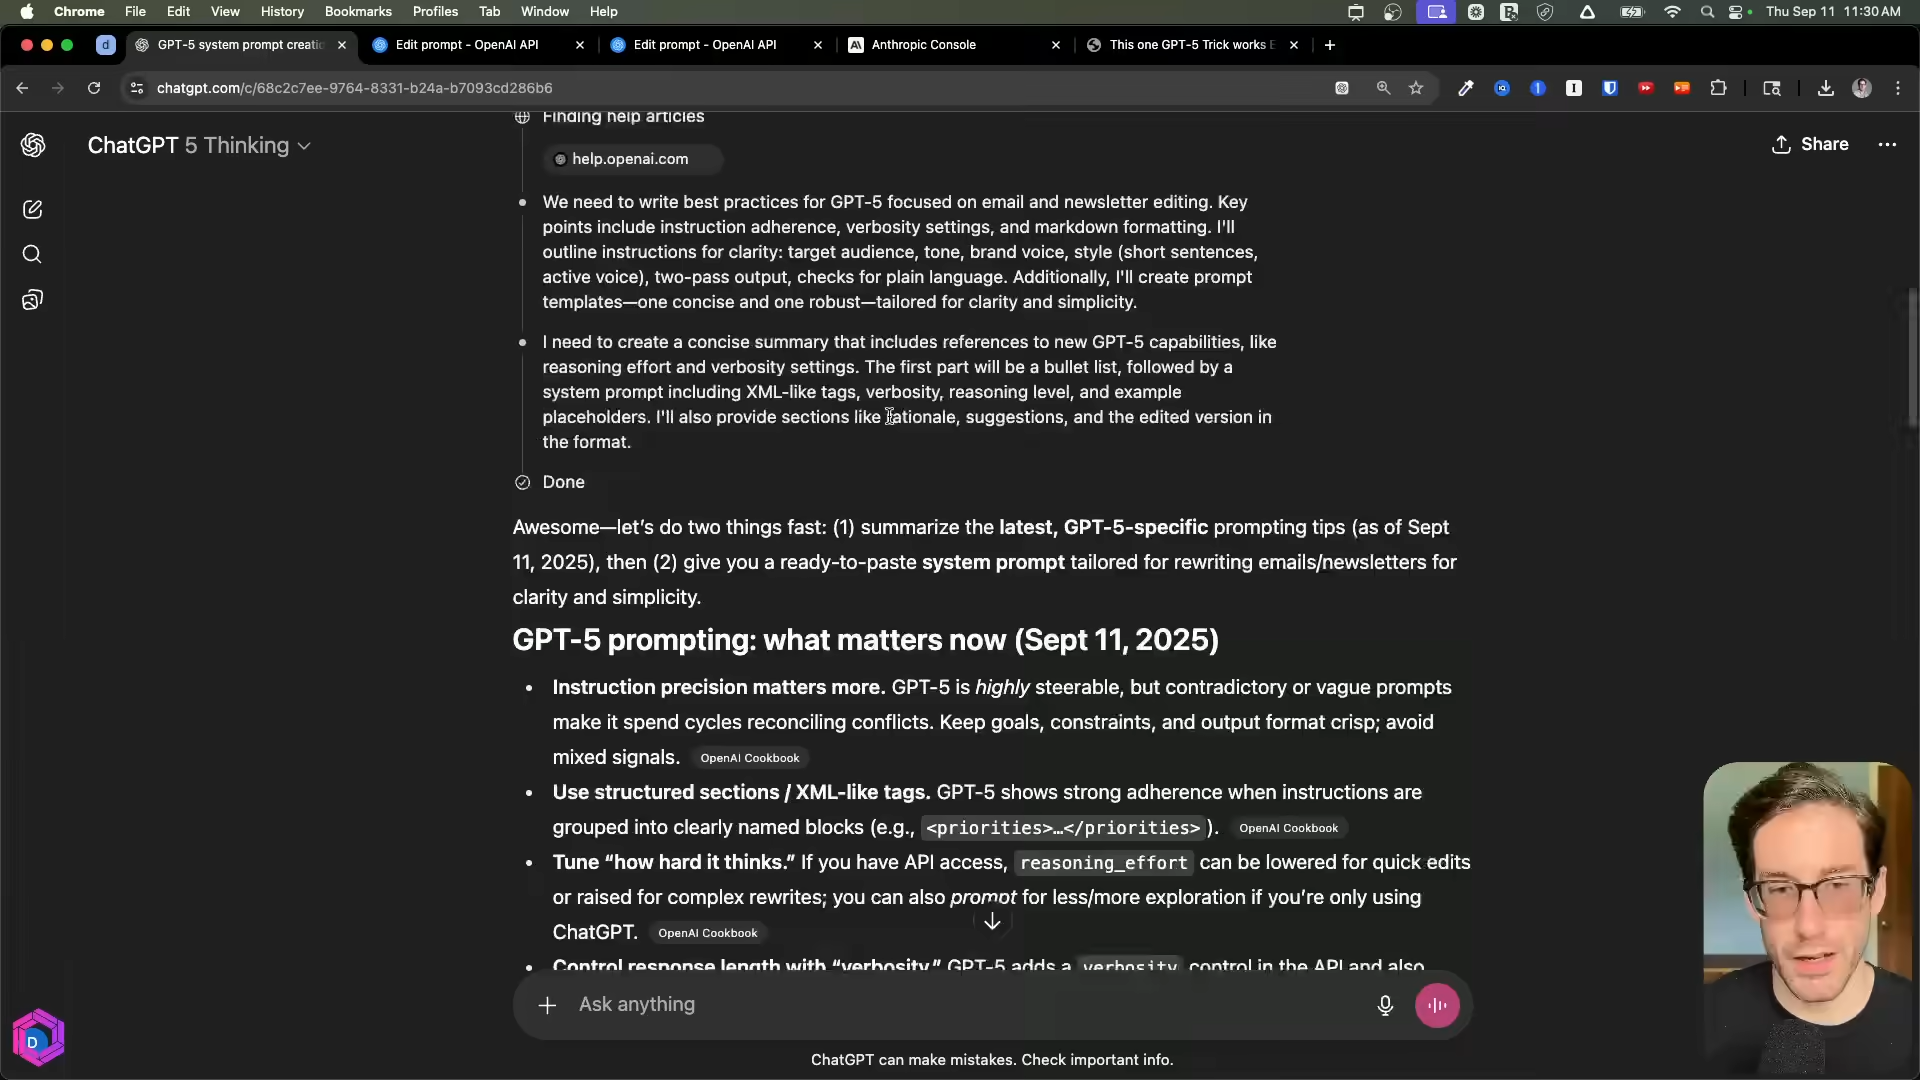 Chrome File Edit View History Bookmarks Profiles Tab Window Help Thu Sep 11 11:30 AM
d GPT-5 system prompt creatio Edit prompt - OpenAI API Edit prompt - OpenAI API Anthropic Console This one GPT-5 Trick works E
chatgpt.com/c/68c2c7ee-9764-8331-b24a-b7093cd286b6
Finding help articles
ChatGPT 5 Thinking
Share
help.openai.com
We need to write best practices for GPT-5 focused on email and newsletter editing. Key
points include instruction adherence, verbosity settings, and markdown formatting. I'll
outline instructions for clarity: target audience, tone, brand voice, style (short sentences,
active voice), two-pass output, checks for plain language. Additionally, I'll create prompt
templates—one concise and one robust—tailored for clarity and simplicity.
I need to create a concise summary that includes references to new GPT-5 capabilities, like
reasoning effort and verbosity settings. The first part will be a bullet list, followed by a
system prompt including XML-like tags, verbosity, reasoning level, and example
placeholders. I'll also provide sections like rationale, suggestions, and the edited version in
the format.
Done
Awesome—let's do two things fast: (1) summarize the latest, GPT-5-specific prompting tips (as of Sept
11, 2025), then (2) give you a ready-to-paste system prompt tailored for rewriting emails/newsletters for
clarity and simplicity.
GPT-5 prompting: what matters now (Sept 11, 2025)
• Instruction precision matters more. GPT-5 is highly steerable, but contradictory or vague prompts
make it spend cycles reconciling conflicts. Keep goals, constraints, and output format crisp; avoid
mixed signals. OpenAI Cookbook
• Use structured sections / XML-like tags. GPT-5 shows strong adherence when instructions are
grouped into clearly named blocks (e.g., <priorities>…</priorities>). OpenAI Cookbook
• Tune “how hard it thinks.” If you have API access, reasoning_effort can be lowered for quick edits
or raised for complex rewrites; you can also prompt for less/more exploration if you're only using
ChatGPT. OpenAI Cookbook
• Control response length with “verbosity.” GPT-5 adds a verbosity control in the API and also
Ask anything
D
ChatGPT can make mistakes. Check important info.